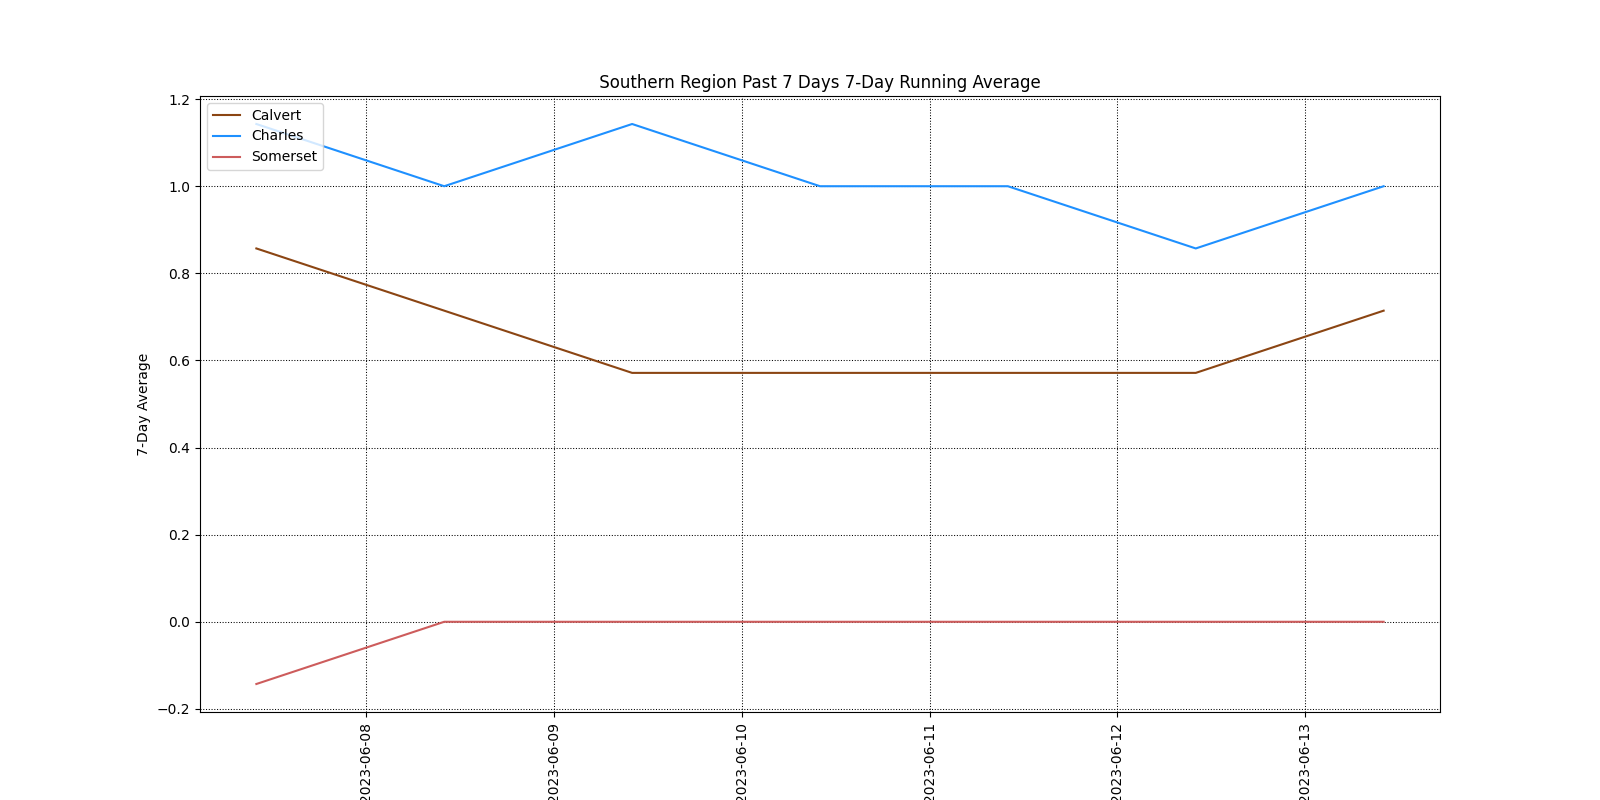 Southern Region Past 7 Days 7-Day Running Average
1.2
1.0
0.8
0.6
0.4
0.2
0.0
−0.2
7-Day Average
Calvert
Charles
Somerset
2023-06-08
2023-06-09
2023-06-10
2023-06-11
2023-06-12
2023-06-13